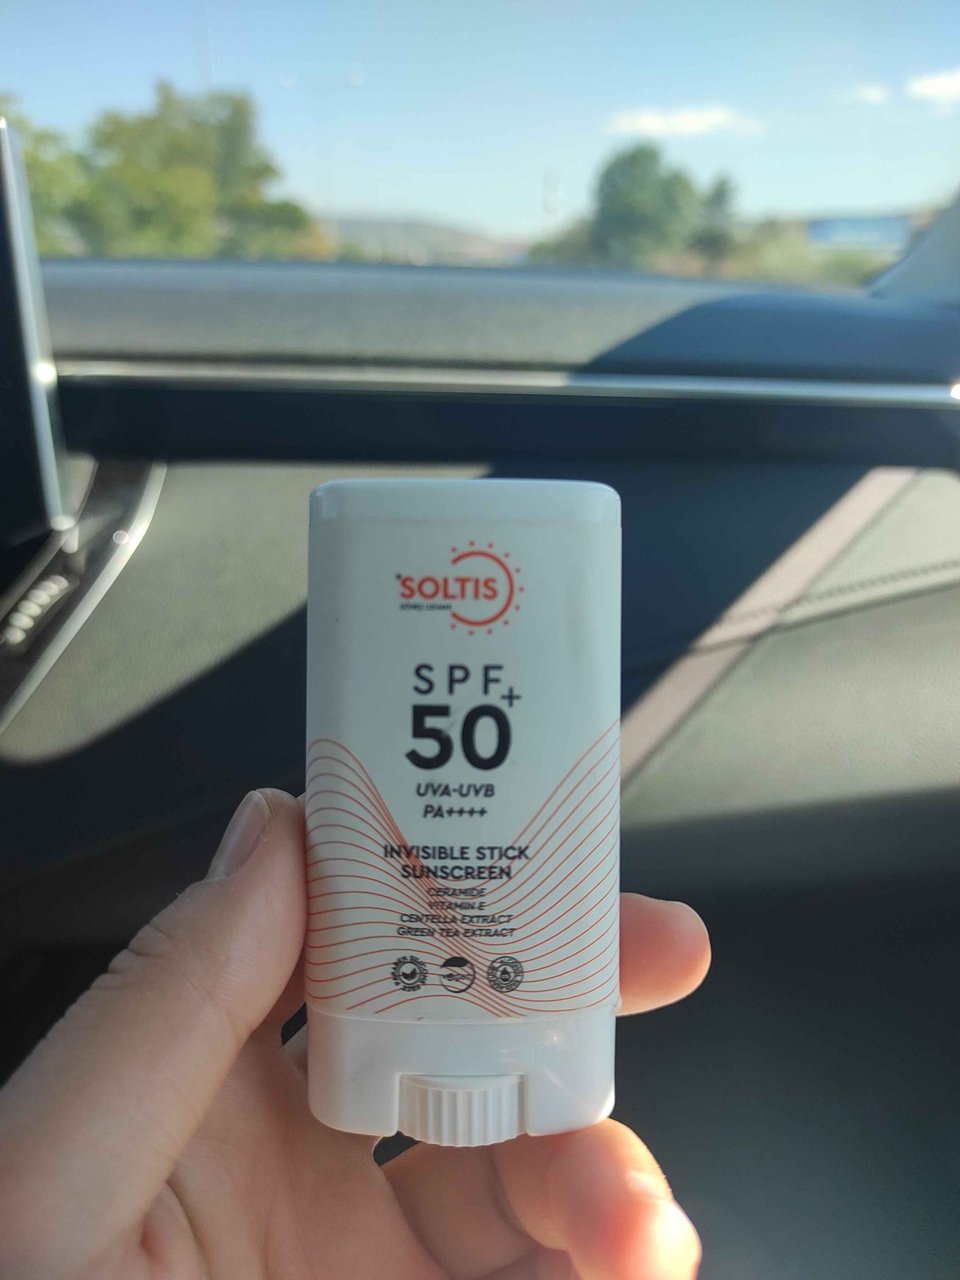 SOLTIS
SPF
50+
UVA-UVB
PA++++
INVISIBLE STICK
SUNSCREEN
CERAMIDE
VITAMIN E
CENTELLA EXTRACT
GREEN TEA EXTRACT